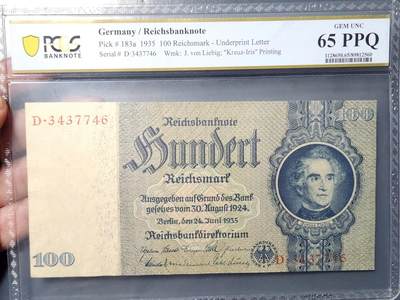 PCGS
BANKNOTE
Germany / Reichsbanknote
Pick # 183a 1935 100 Reichsmark - Underprint Letter
Serial # D·3437746 Wmk: J. von Liebig; "Kreuz-Iris" Printing
GEM UNC
65 PPQ
D·3437746
Reichsbanknote
Hundert
Reichsmark
Ausgegeben auf Grund des Bank
gesetzes vom 30. August 1924.
Berlin, den 24. Juni 1935
Reichsbankdirektorium
100
100
D·3437746